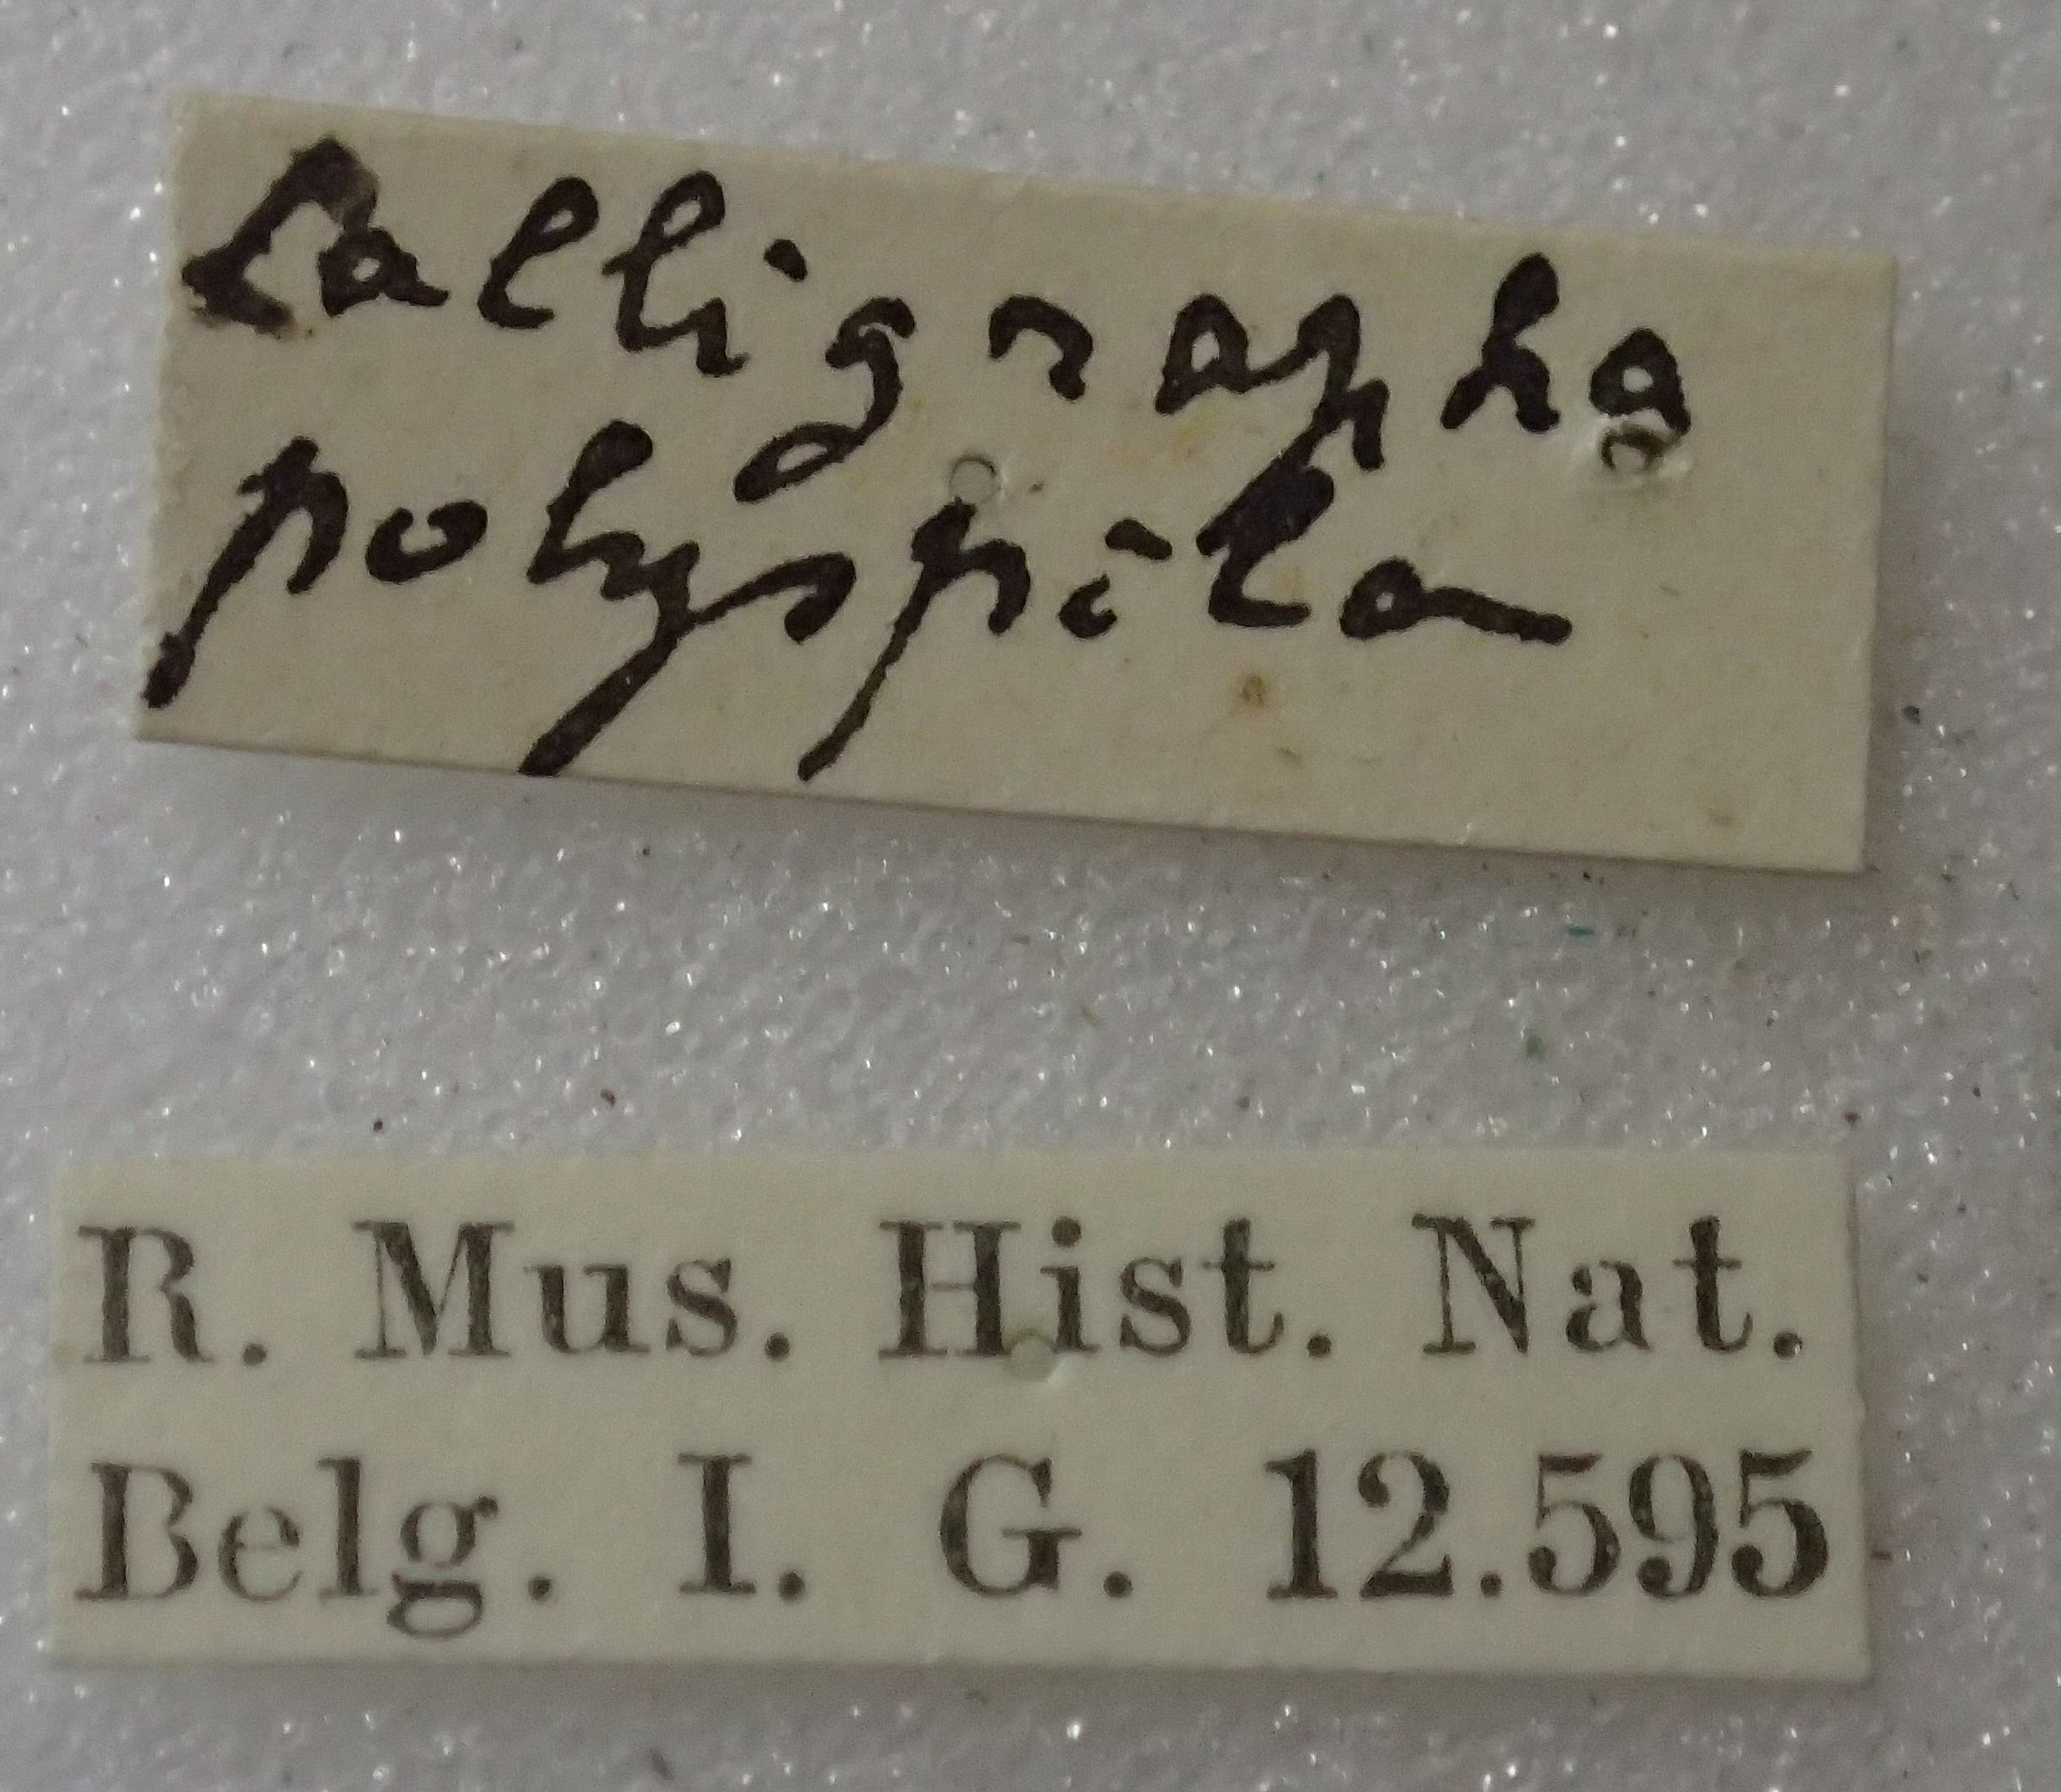 Calligrapha
polyspila
R. Mus. Hist. Nat.
Belg. I. G. 12.595